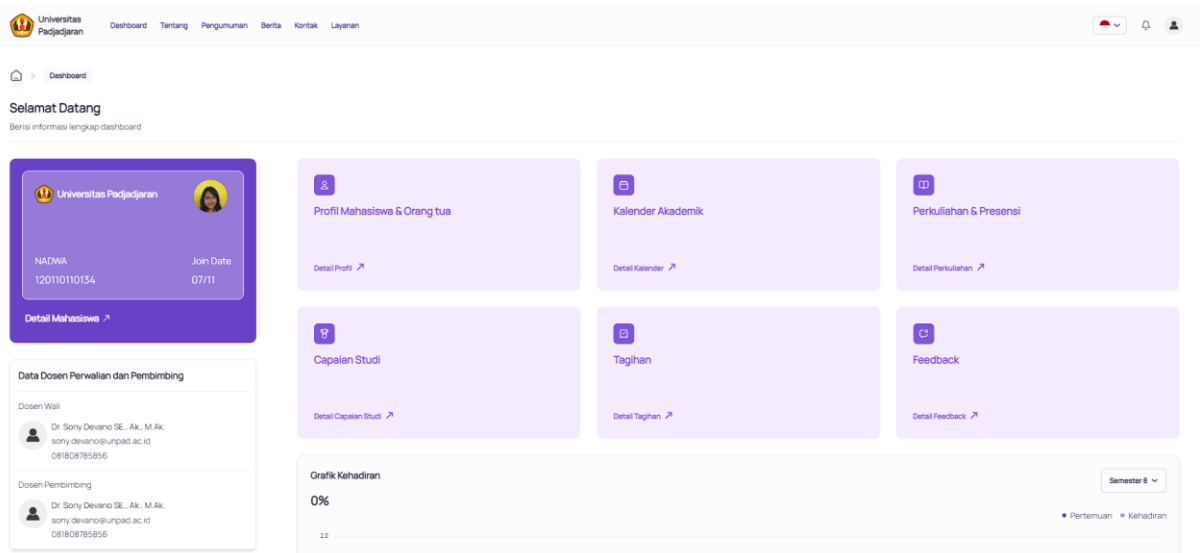 Universitas
Padjadjaran
Dashboard Tentang Pengumuman Berita Kontak Layanan
Dashboard
Selamat Datang
Berisi informasi lengkap dashboard
Universitas Padjadjaran
NADWA Join Date
120110110134 07/11
Detail Mahasiswa
Data Dosen Perwalian dan Pembimbing
Dosen Wali
Dr. Sony Devano SE., Ak., M.Ak.
sony.devano@unpad.ac.id
081808785856
Dosen Pembimbing
Dr. Sony Devano SE., Ak., M.Ak.
sony.devano@unpad.ac.id
081808785856
Profil Mahasiswa & Orang tua
Detail Profil
Kalender Akademik
Detail Kalender
Perkuliahan & Presensi
Detail Perkuliahan
Capaian Studi
Detail Capaian Studi
Tagihan
Detail Tagihan
Feedback
Detail Feedback
Grafik Kehadiran
Semester 8
0%
Pertemuan Kehadiran
2.0